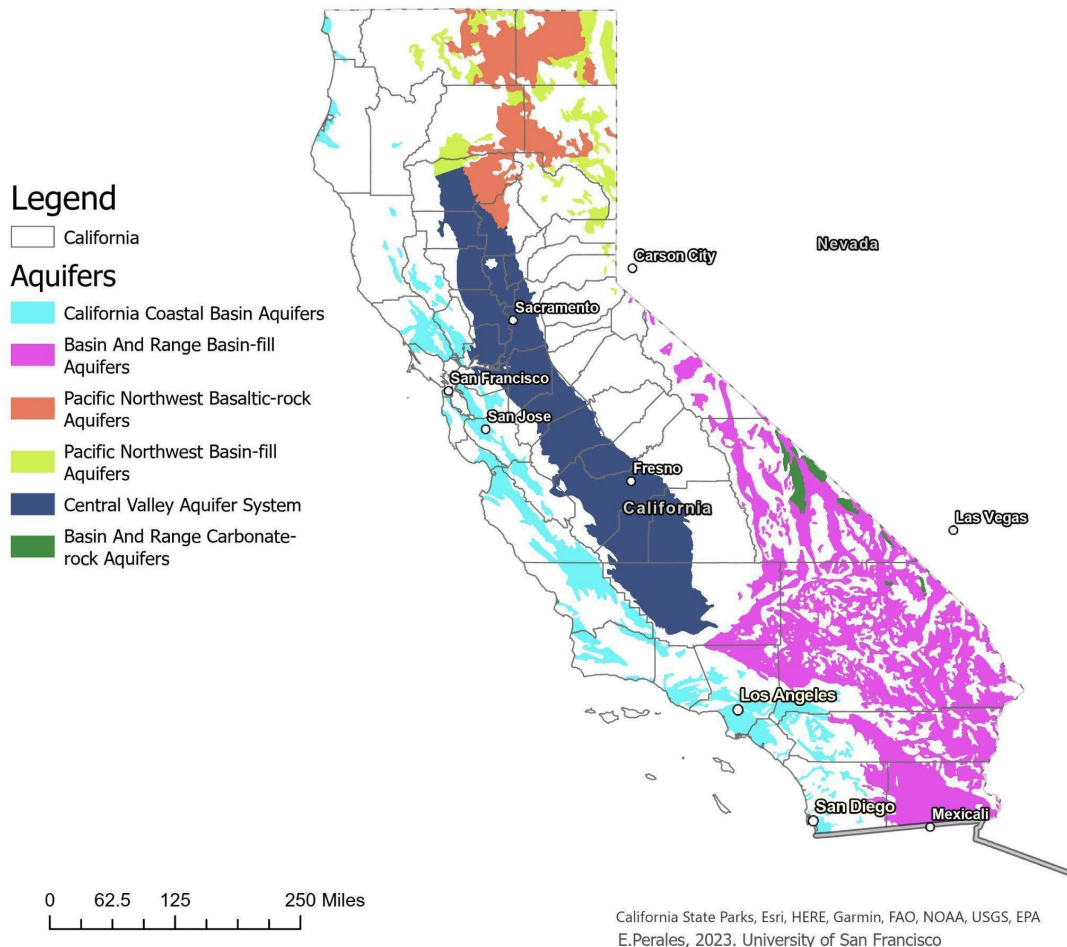 Legend
California
Aquifers
California Coastal Basin Aquifers
Basin And Range Basin-fill
Aquifers
Pacific Northwest Basaltic-rock
Aquifers
Pacific Northwest Basin-fill
Aquifers
Central Valley Aquifer System
Basin And Range Carbonate-
rock Aquifers
Nevada
Carson City
Sacramento
San Francisco
San Jose
Fresno
California
Las Vegas
Los Angeles
San Diego
Mexicali
0 62.5 125 250 Miles
California State Parks, Esri, HERE, Garmin, FAO, NOAA, USGS, EPA
E.Perales, 2023. University of San Francisco